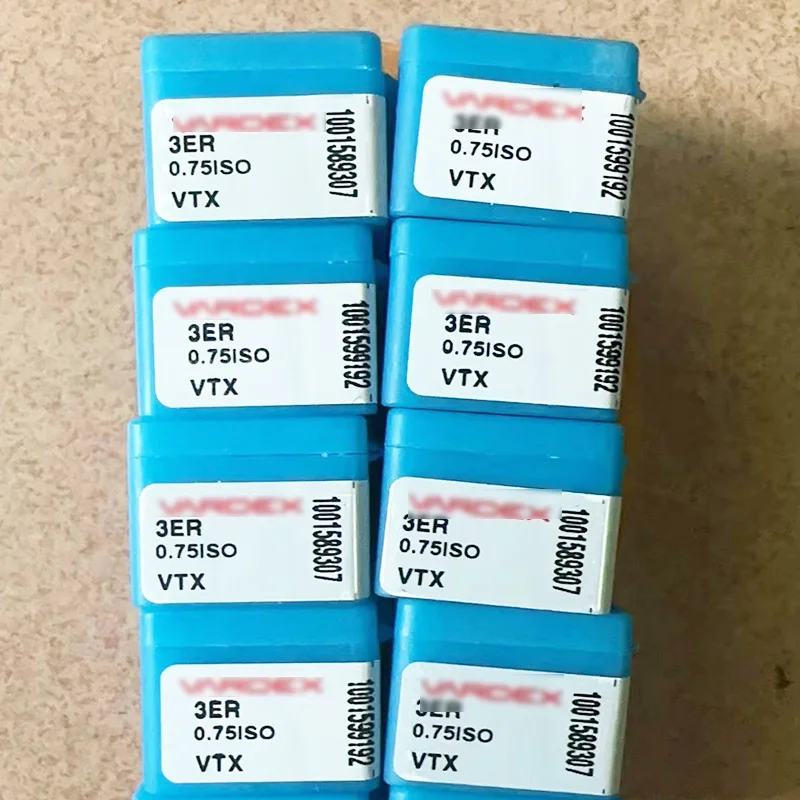 VARDEX
3ER
0.75ISO
VTX
1001589307
VARDEX
3ER
0.75ISO
VTX
1001599192
VARDEX
3ER
0.75ISO
VTX
1001599192
VARDEX
3ER
0.75ISO
VTX
1001599192
VARDEX
3ER
0.75ISO
VTX
1001589307
VARDEX
3ER
0.75ISO
VTX
1001589307
VARDEX
3ER
0.75ISO
VTX
1001599192
VARDEX
3ER
0.75ISO
VTX
1001589307